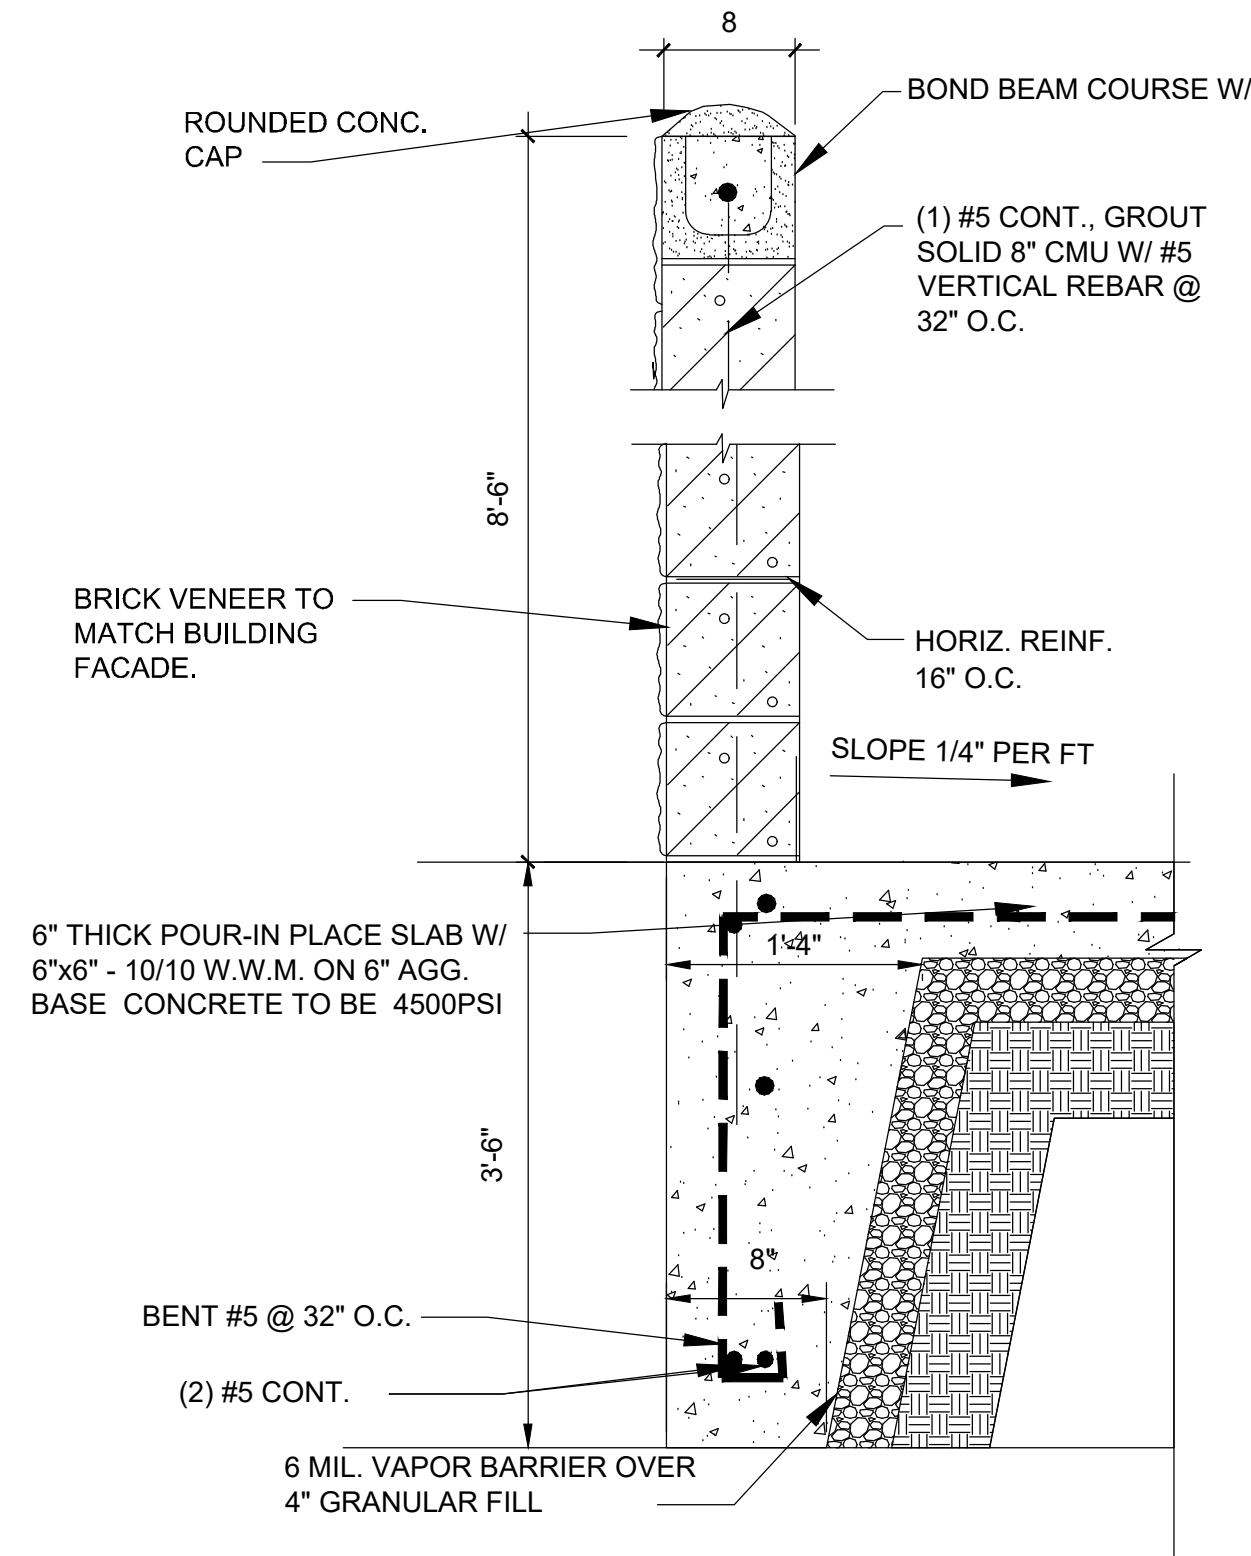 8
BOND BEAM COURSE W/
ROUNDED CONC.
CAP
(1) #5 CONT., GROUT
SOLID 8" CMU W/ #5
VERTICAL REBAR @
32" O.C.
8'-6"
BRICK VENEER TO
MATCH BUILDING
FACADE.
HORIZ. REINF.
16" O.C.
SLOPE 1/4" PER FT
6" THICK POUR-IN PLACE SLAB W/
6"x6" - 10/10 W.W.M. ON 6" AGG.
BASE CONCRETE TO BE 4500PSI
1'-4"
3'-6"
8"
BENT #5 @ 32" O.C.
(2) #5 CONT.
6 MIL. VAPOR BARRIER OVER
4" GRANULAR FILL